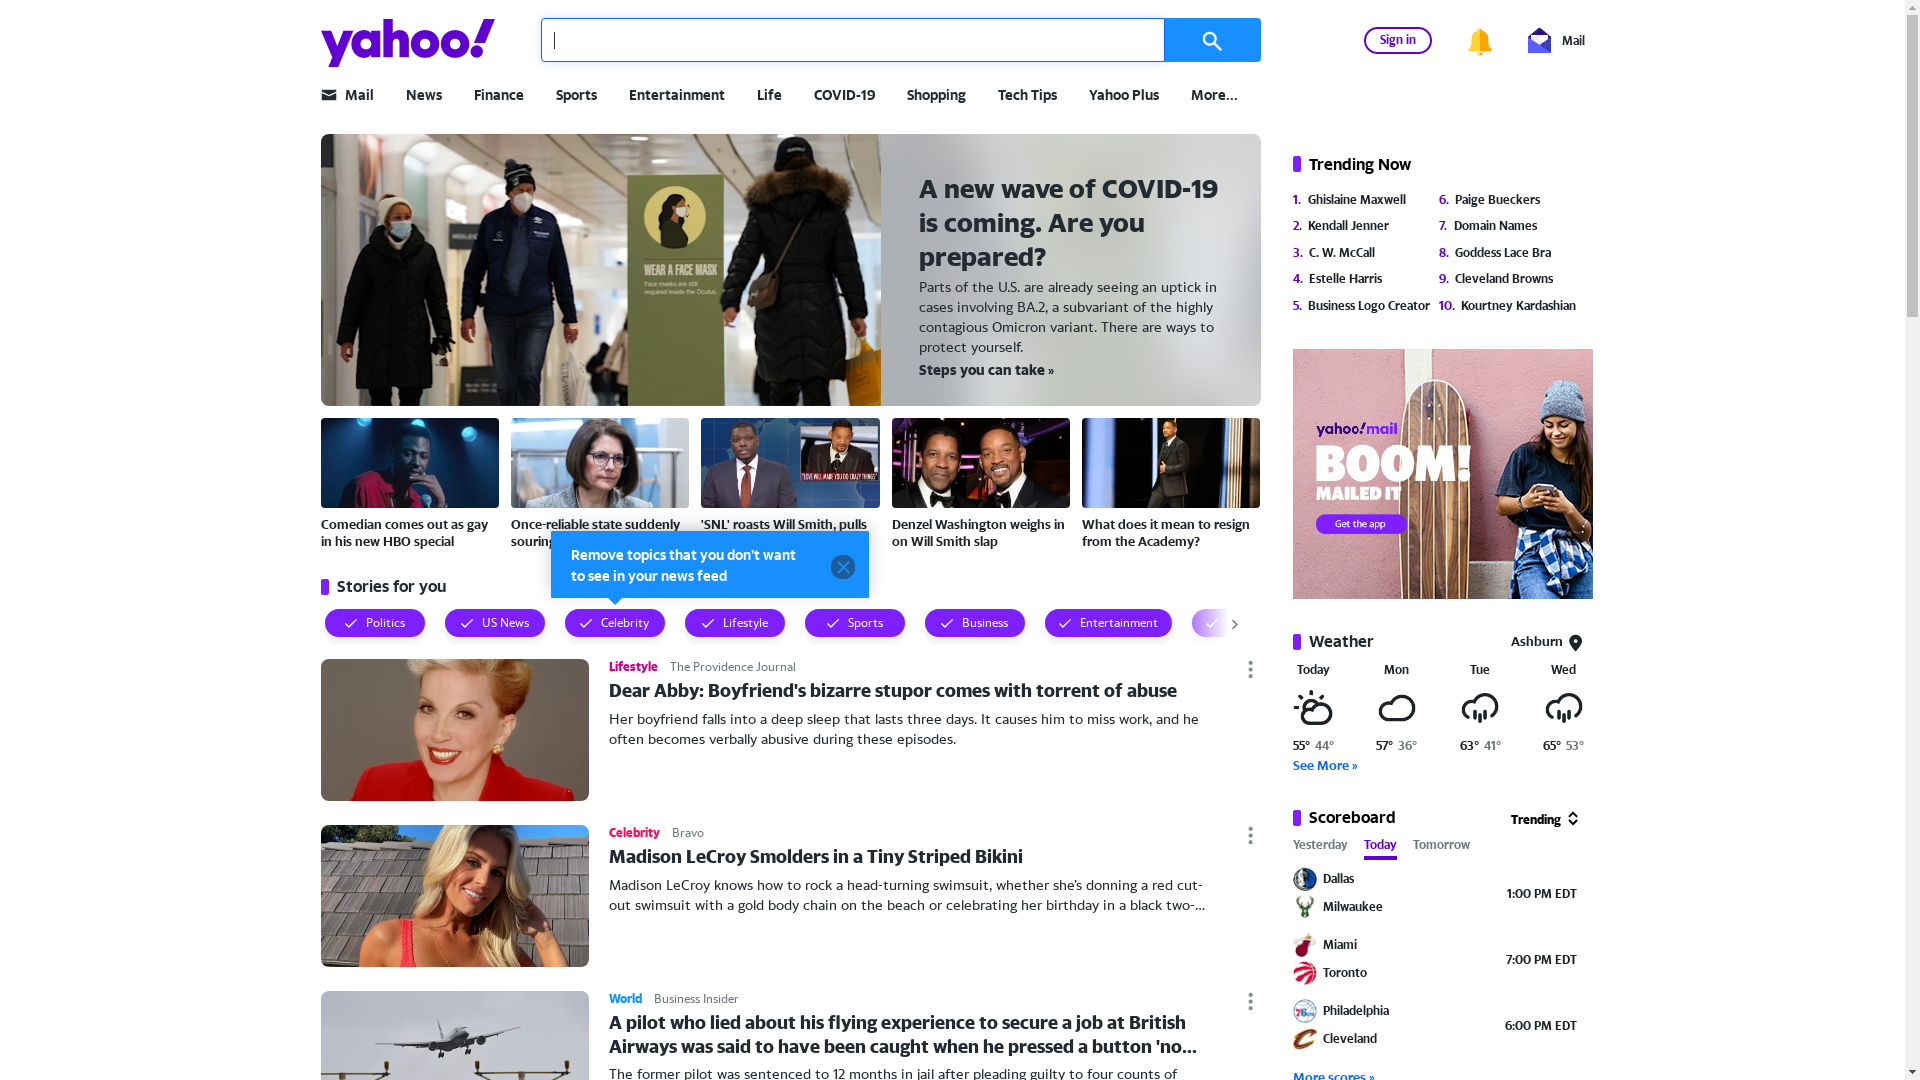 yahoo!
Sign in
Mail
Mail
News
Finance
Sports
Entertainment
Life
COVID-19
Shopping
Tech Tips
Yahoo Plus
More...
WEAR A FACE MASK
Face masks are still
required inside the Oculus.
A new wave of COVID-19
is coming. Are you
prepared?
Parts of the U.S. are already seeing an uptick in
cases involving BA.2, a subvariant of the highly
contagious Omicron variant. There are ways to
protect yourself.
Steps you can take »
"LOVE WILL MAKE YOU DO CRAZY THINGS"
Comedian comes out as gay
in his new HBO special
Once-reliable state suddenly
souring
'SNL' roasts Will Smith, pulls
Denzel Washington weighs in
on Will Smith slap
What does it mean to resign
from the Academy?
Remove topics that you don't want
to see in your news feed
Stories for you
Politics
US News
Celebrity
Lifestyle
Sports
Business
Entertainment
Lifestyle The Providence Journal
Dear Abby: Boyfriend's bizarre stupor comes with torrent of abuse
Her boyfriend falls into a deep sleep that lasts three days. It causes him to miss work, and he
often becomes verbally abusive during these episodes.
Celebrity Bravo
Madison LeCroy Smolders in a Tiny Striped Bikini
Madison LeCroy knows how to rock a head-turning swimsuit, whether she's donning a red cut-
out swimsuit with a gold body chain on the beach or celebrating her birthday in a black two-...
World Business Insider
A pilot who lied about his flying experience to secure a job at British
Airways was said to have been caught when he pressed a button 'no...
The former pilot was sentenced to 12 months in jail after pleading guilty to four counts of
Trending Now
1. Ghislaine Maxwell
2. Kendall Jenner
3. C. W. McCall
4. Estelle Harris
5. Business Logo Creator
6. Paige Bueckers
7. Domain Names
8. Goddess Lace Bra
9. Cleveland Browns
10. Kourtney Kardashian
yahoo!mail
BOOM!
MAILED IT
Get the app
Weather
Ashburn
Today
Mon
Tue
Wed
55° 44°
57° 36°
63° 41°
65° 53°
See More »
Scoreboard
Trending
Yesterday
Today
Tomorrow
Dallas
Milwaukee
1:00 PM EDT
Miami
Toronto
7:00 PM EDT
Philadelphia
Cleveland
6:00 PM EDT
More scores »